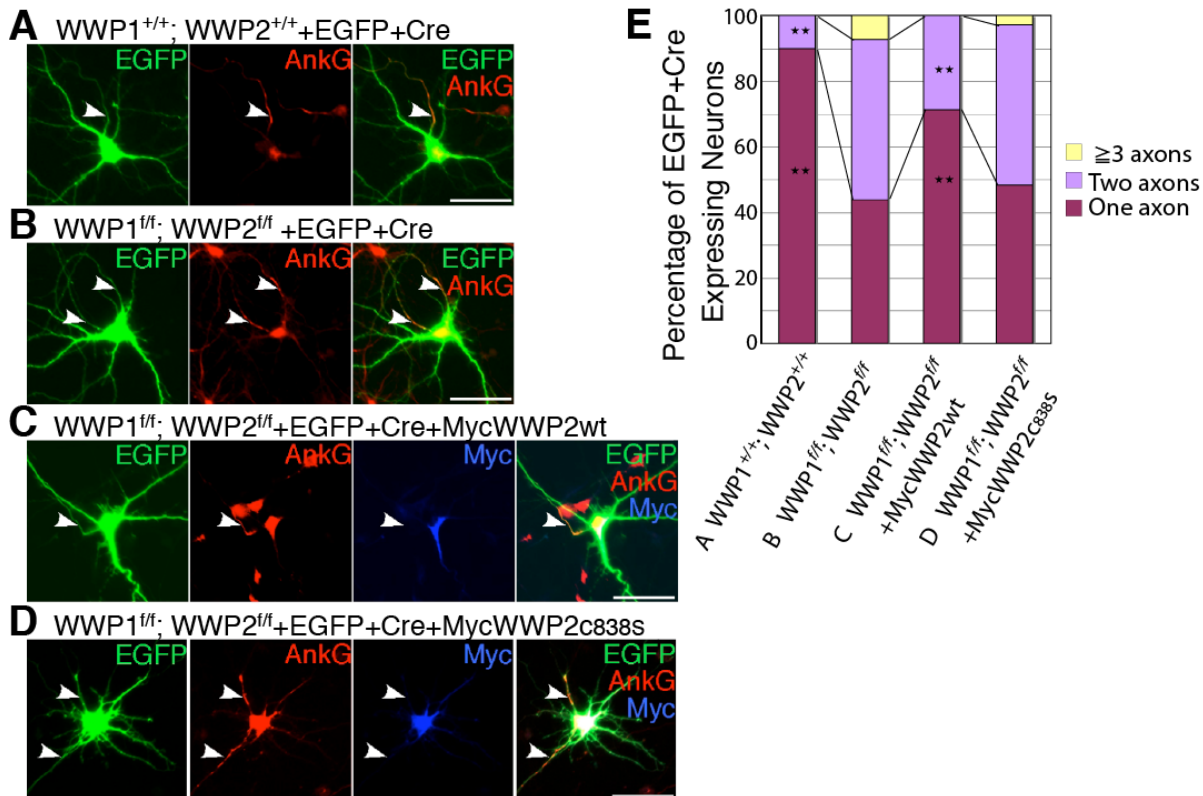 A WWP1+/+; WWP2+/++EGFP+Cre
EGFP
AnkG
EGFP
AnkG
B WWP1f/f; WWP2f/f +EGFP+Cre
EGFP
AnkG
EGFP
AnkG
C WWP1f/f; WWP2f/f+EGFP+Cre+MycWWP2wt
EGFP
AnkG
Myc
EGFP
AnkG
Myc
D WWP1f/f; WWP2f/f+EGFP+Cre+MycWWP2C838S
EGFP
AnkG
Myc
EGFP
AnkG
Myc
E
Percentage of EGFP+Cre
Expressing Neurons
100
80
60
40
20
0
★★
★★
★★
★★
≧3 axons
Two axons
One axon
A WWP1+/+; WWP2+/+
B WWP1f/f; WWP2f/f
C WWP1f/f; WWP2f/f
+MycWWP2wt
D WWP1f/f; WWP2f/f
+MycWWP2C838S